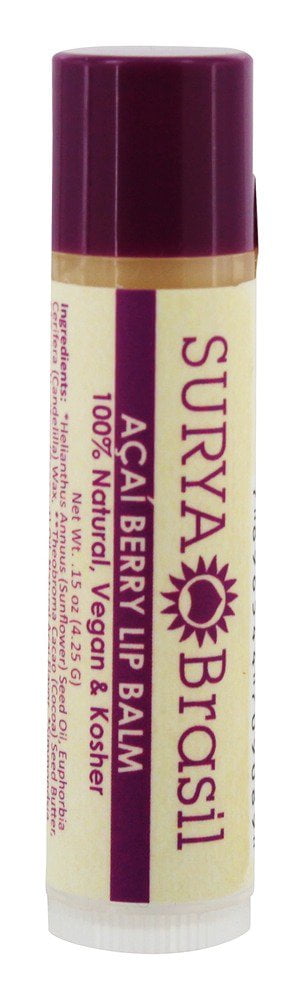 SURYA Brasil
AÇAÍ BERRY LIP BALM
100% Natural, Vegan & Kosher
Net Wt. .15 oz (4.25 G)
Ingredients: *Helianthus Annuus (Sunflower) Seed Oil, Euphorbia
Cerifera (Candelilla) Wax, **Theobroma Cacao (Cocoa) Seed Butter,